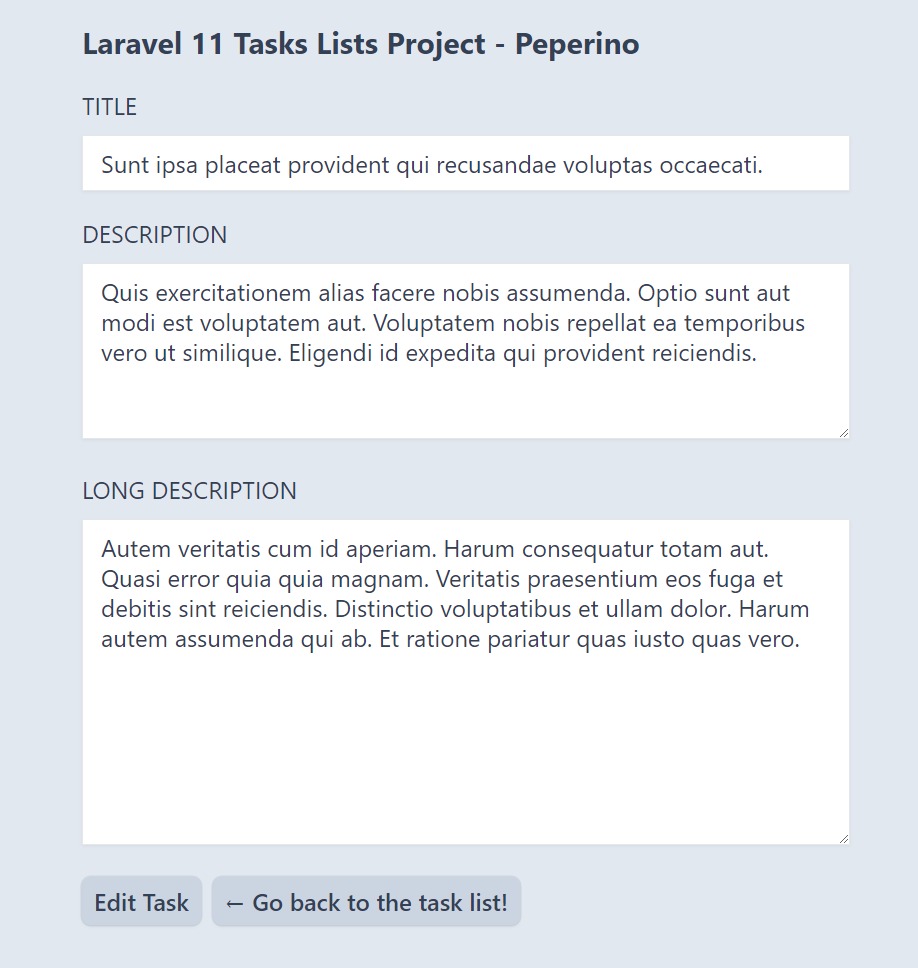 Laravel 11 Tasks Lists Project - Peperino
TITLE
Sunt ipsa placeat provident qui recusandae voluptas occaecati.
DESCRIPTION
Quis exercitationem alias facere nobis assumenda. Optio sunt aut
modi est voluptatem aut. Voluptatem nobis repellat ea temporibus
vero ut similique. Eligendi id expedita qui provident reiciendis.
LONG DESCRIPTION
Autem veritatis cum id aperiam. Harum consequatur totam aut.
Quasi error quia quia magnam. Veritatis praesentium eos fuga et
debitis sint reiciendis. Distinctio voluptatibus et ullam dolor. Harum
autem assumenda qui ab. Et ratione pariatur quas iusto quas vero.
Edit Task
← Go back to the task list!